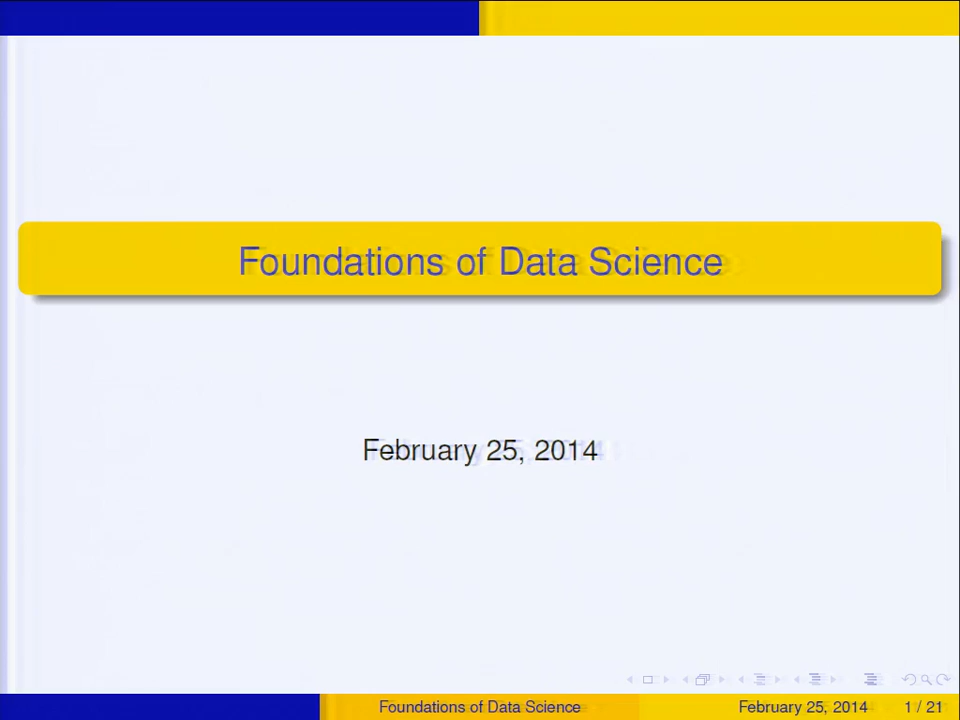 Foundations of Data Science
February 25, 2014
Foundations of Data Science February 25, 2014 1 / 21